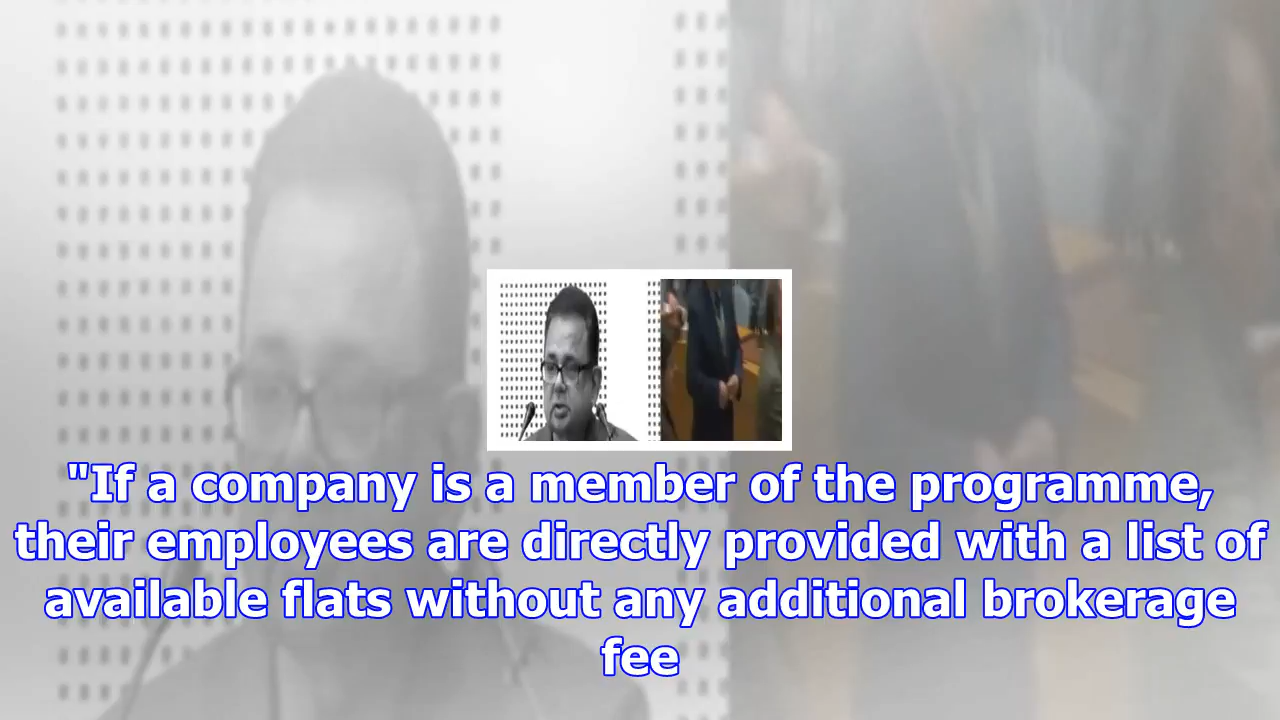 "If a company is a member of the programme,
their employees are directly provided with a list of
available flats without any additional brokerage
fee